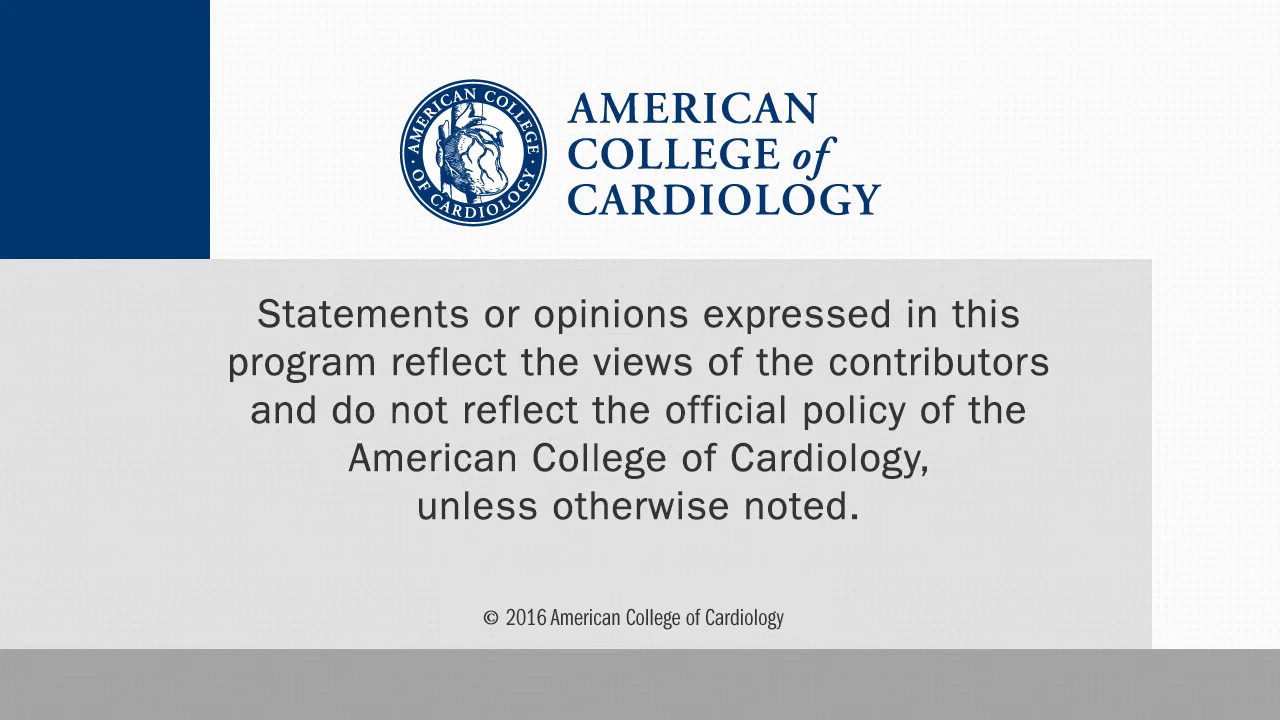 AMERICAN COLLEGE
· OF CARDIOLOGY ·
AMERICAN
COLLEGE of
CARDIOLOGY
Statements or opinions expressed in this
program reflect the views of the contributors
and do not reflect the official policy of the
American College of Cardiology,
unless otherwise noted.
© 2016 American College of Cardiology